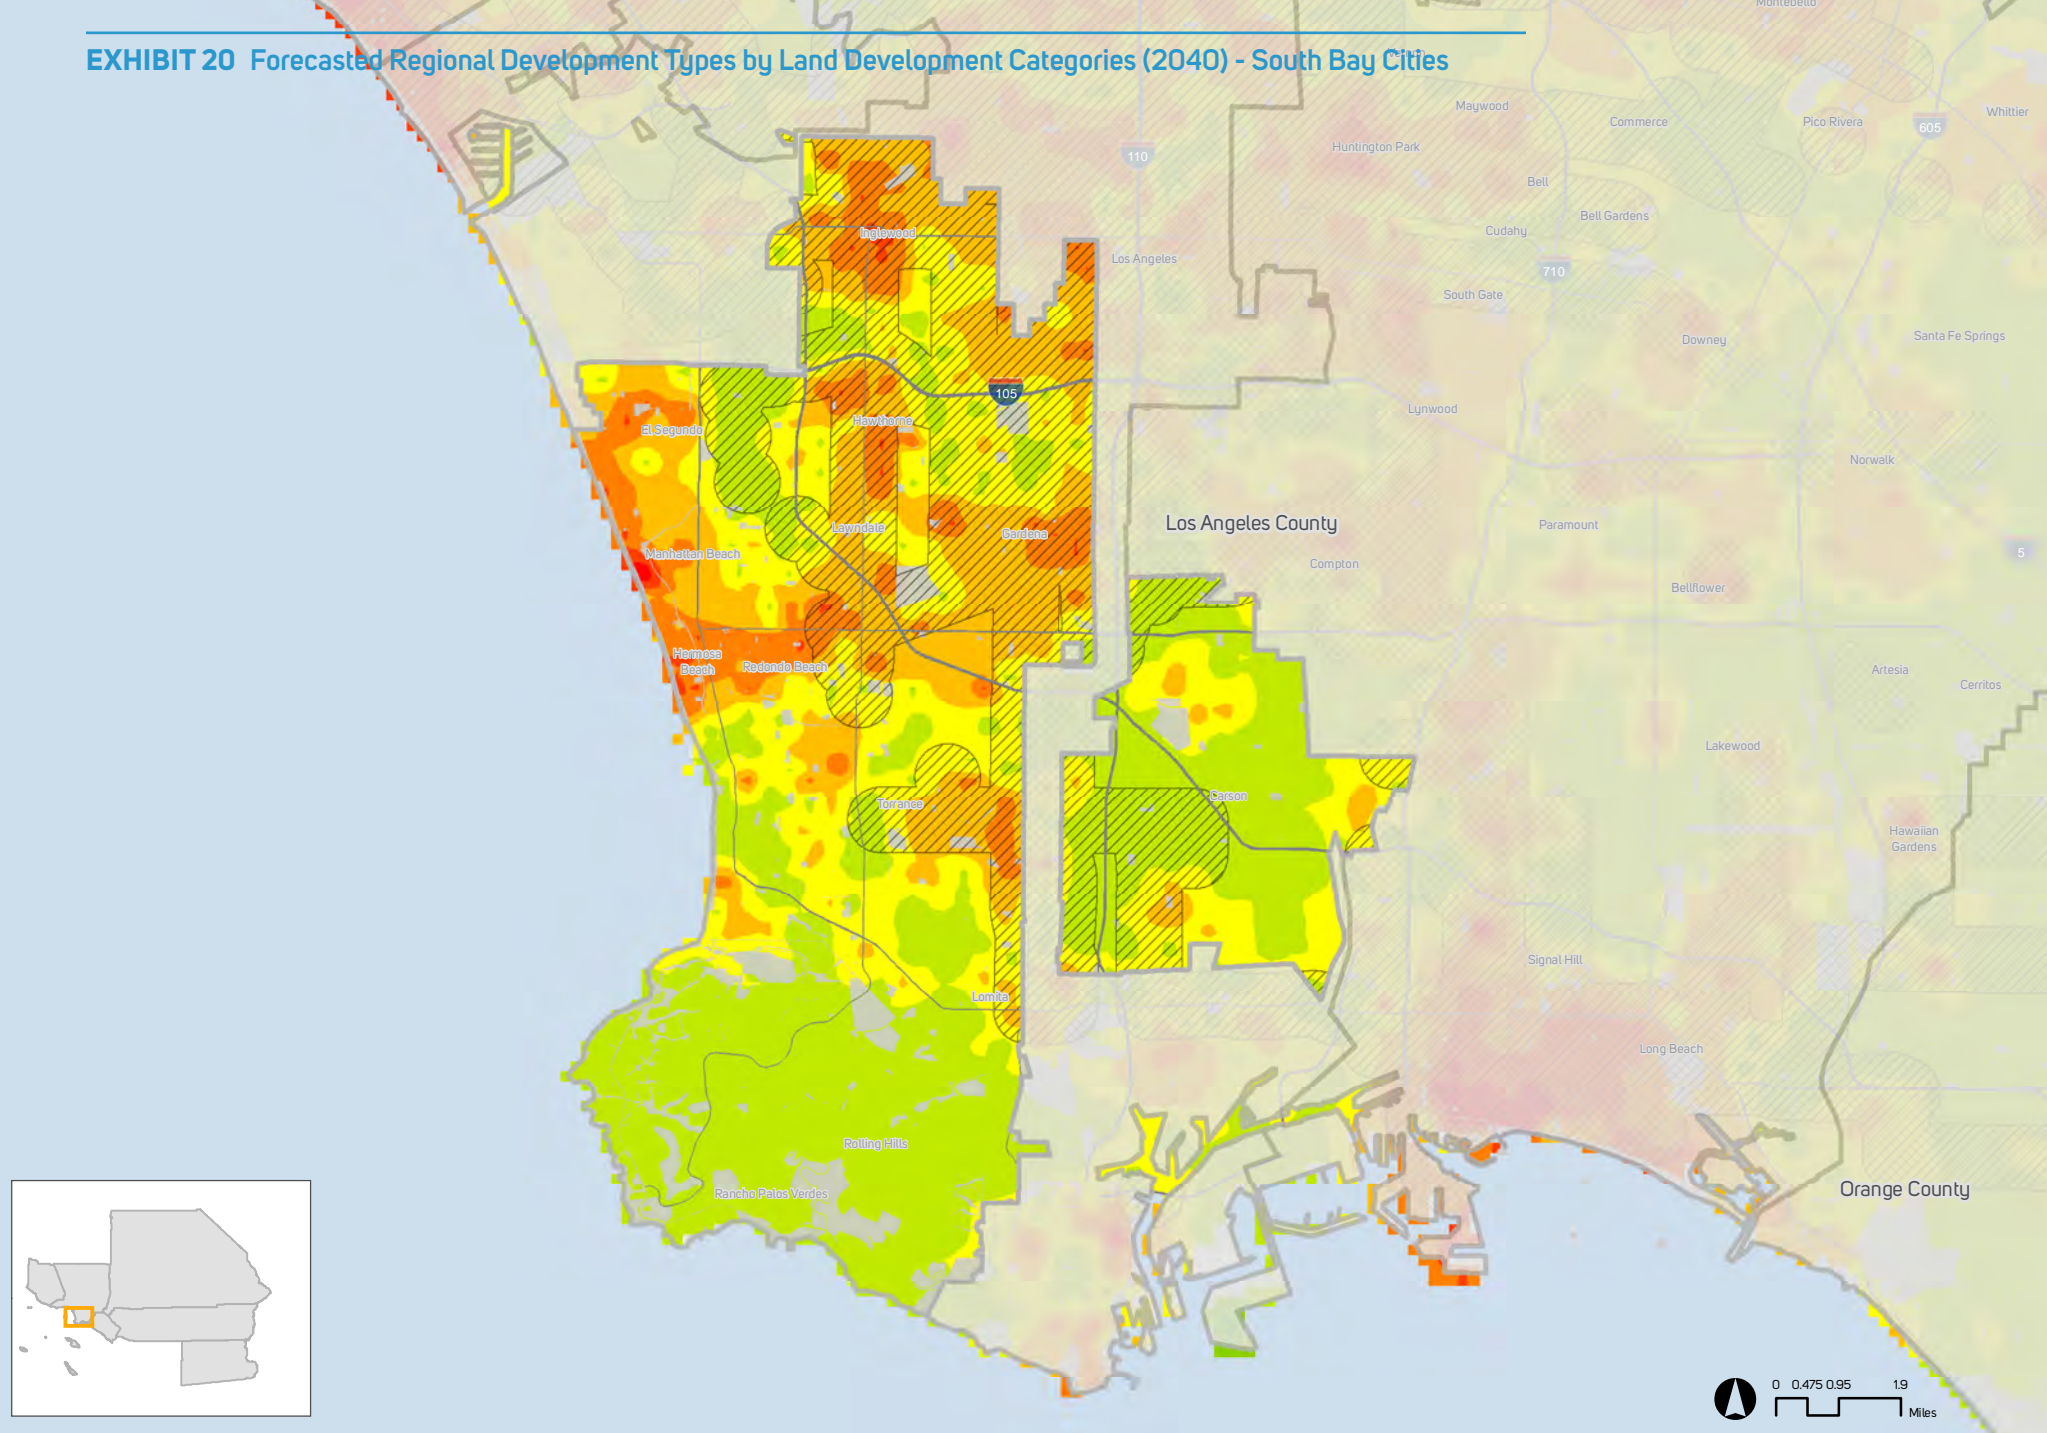 Montebello
EXHIBIT 20 Forecasted Regional Development Types by Land Development Categories (2040) - South Bay Cities
Vernon
Maywood
Commerce
Pico Rivera
Whittier
605
110
Huntington Park
Bell
Bell Gardens
Inglewood
Cudahy
Los Angeles
710
South Gate
Santa Fe Springs
Downey
105
Lynwood
Hawthorne
El Segundo
Norwalk
Los Angeles County
Paramount
Lawndale
Gardena
Manhattan Beach
5
Compton
Bellflower
Hermosa
Beach
Redondo Beach
Artesia
Cerritos
Lakewood
Carson
Torrance
Hawaiian
Gardens
Signal Hill
Lomita
Long Beach
Rolling Hills
Rancho Palos Verdes
Orange County
0 0.475 0.95 1.9
Miles